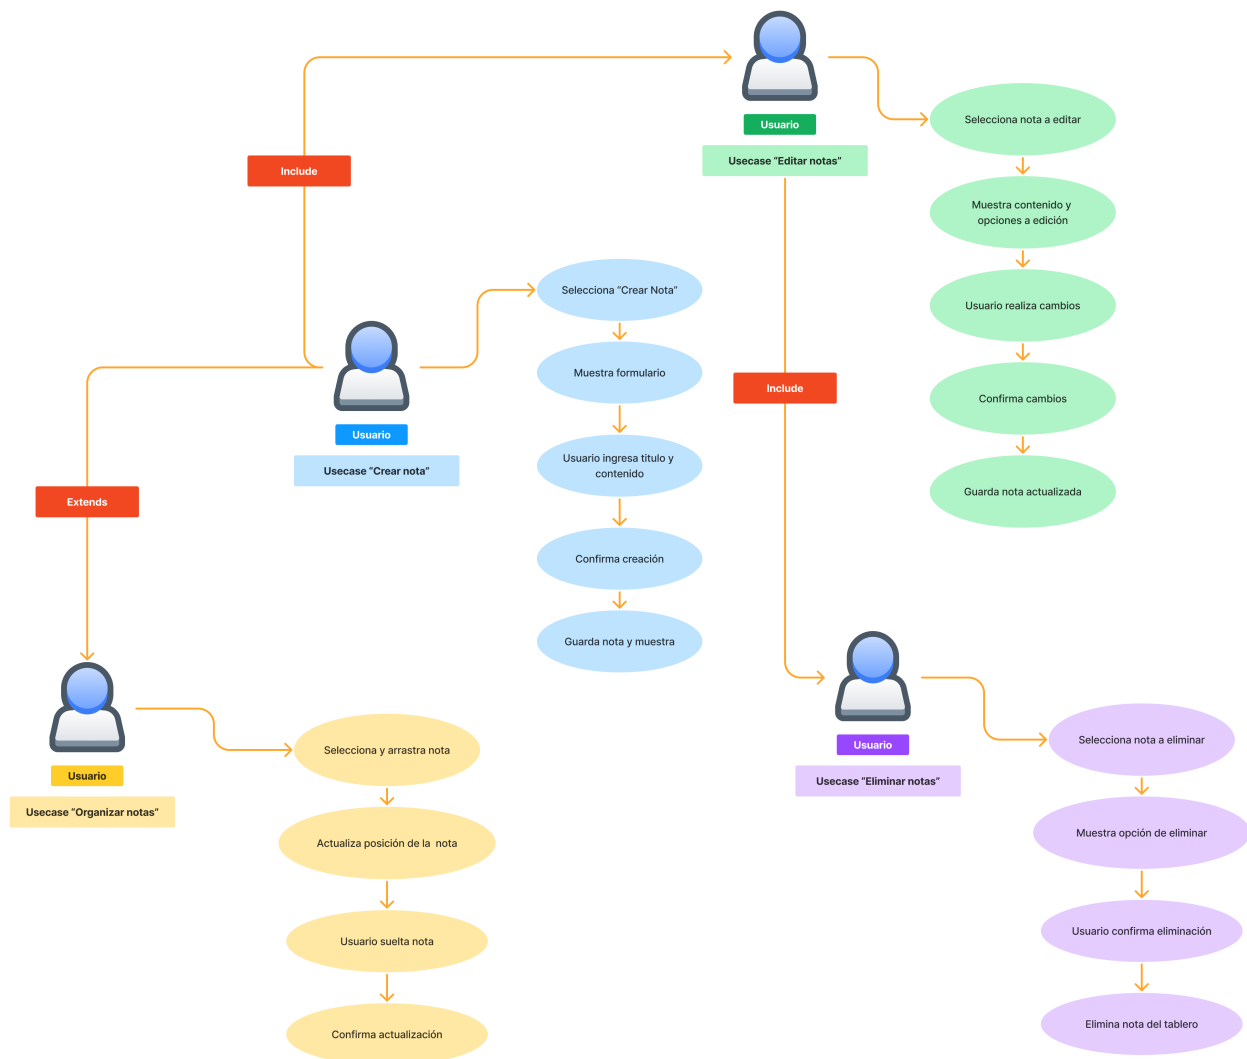 Usuario
Usecase “Editar notas”
Selecciona nota a editar
Muestra contenido y
opciones a edición
Usuario realiza cambios
Confirma cambios
Guarda nota actualizada
Include
Selecciona “Crear Nota”
Muestra formulario
Usuario ingresa titulo y
contenido
Confirma creación
Guarda nota y muestra
Usuario
Usecase “Crear nota”
Include
Extends
Usuario
Usecase “Organizar notas”
Selecciona y arrastra nota
Actualiza posición de la  nota
Usuario suelta nota
Confirma actualización
Usuario
Usecase “Eliminar notas”
Selecciona nota a eliminar
Muestra opción de eliminar
Usuario confirma eliminación
Elimina nota del tablero